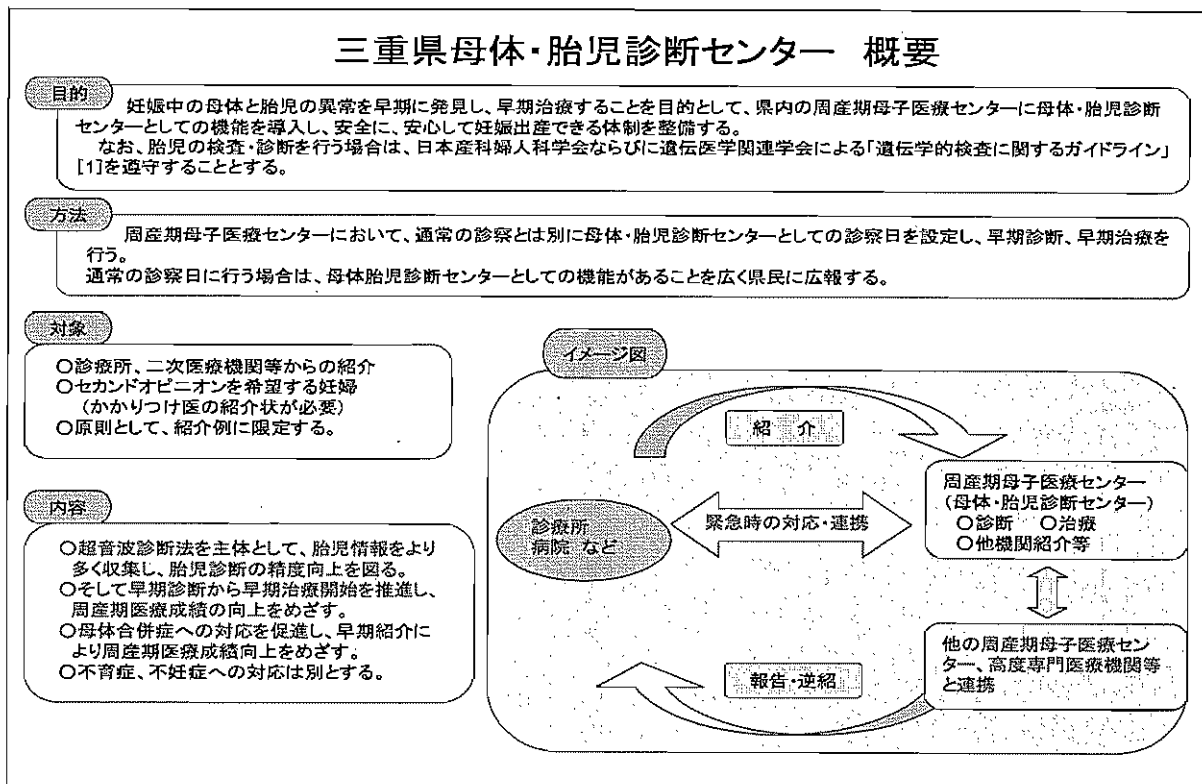 三重県母体・胎児診断センター 概要
目的
妊娠中の母体と胎児の異常を早期に発見し、早期治療することを目的として、県内の周産期母子医療センターに母体・胎児診断
センターとしての機能を導入し、安全に、安心して妊娠出産できる体制を整備する。
なお、胎児の検査・診断を行う場合は、日本産科婦人科学会ならびに遺伝医学関連学会による「遺伝学的検査に関するガイドライン」
[1]を遵守することとする。
方法
周産期母子医療センターにおいて、通常の診察とは別に母体・胎児診断センターとしての診察日を設定し、早期診断、早期治療を
行う。
通常の診察日に行う場合は、母体胎児診断センターとしての機能があることを広く県民に広報する。
対象
○診療所、二次医療機関等からの紹介
○セカンドオピニオンを希望する妊婦
(かかりつけ医の紹介状が必要)
○原則として、紹介例に限定する。
内容
○超音波診断法を主体として、胎児情報をより
多く収集し、胎児診断の精度向上を図る。
○そして早期診断から早期治療開始を推進し、
周産期医療成績の向上をめざす。
○母体合併症への対応を促進し、早期紹介に
より周産期医療成績向上をめざす。
○不育症、不妊症への対応は別とする。
イメージ図
紹 介
診療所
病院 など
緊急時の対応・連携
周産期母子医療センター
(母体・胎児診断センター)
○診断 ○治療
○他機関紹介等
他の周産期母子医療セン
ター、高度専門医療機関等
と連携
報告・逆紹